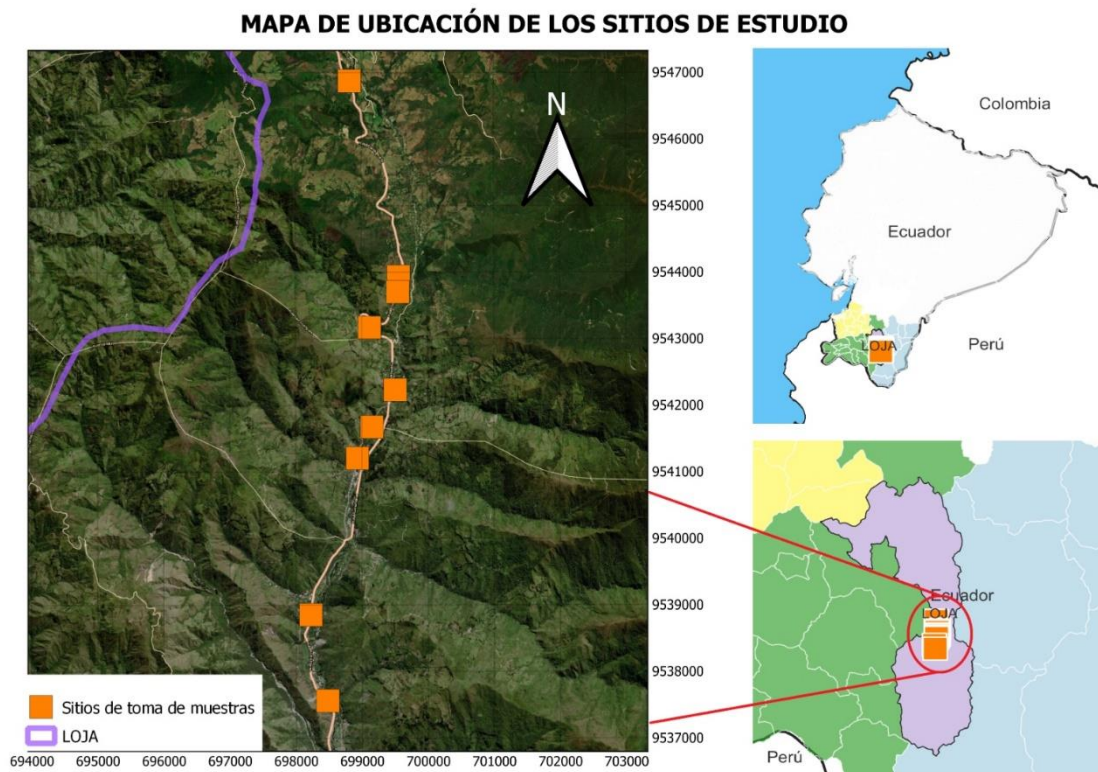 MAPA DE UBICACIÓN DE LOS SITIOS DE ESTUDIO
N
9547000
9546000
9545000
9544000
9543000
9542000
9541000
9540000
9539000
9538000
9537000
Sitios de toma de muestras
LOJA
694000 695000 696000 697000 698000 699000 700000 701000 702000 703000
Colombia
Ecuador
Perú
LOJA
Ecuador
LOJA
Perú